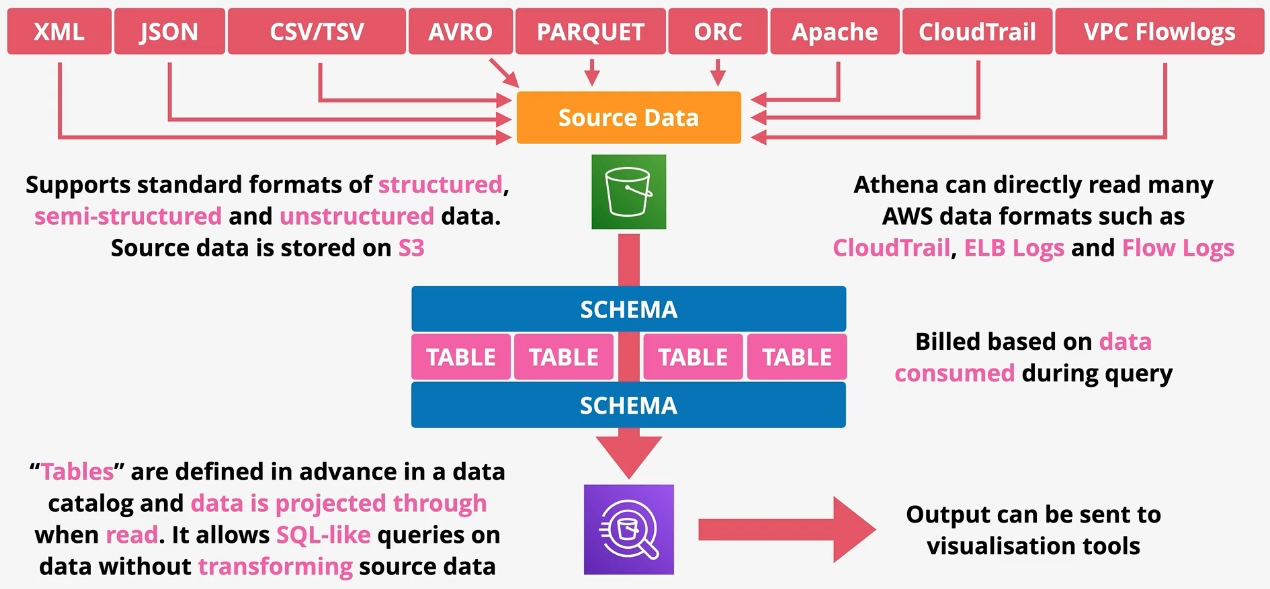 XML
JSON
CSV/TSV
AVRO
PARQUET
ORC
Apache
CloudTrail
VPC Flowlogs
Source Data
Supports standard formats of structured,
semi-structured and unstructured data.
Source data is stored on S3
Athena can directly read many
AWS data formats such as
CloudTrail, ELB Logs and Flow Logs
SCHEMA
TABLE
TABLE
TABLE
TABLE
SCHEMA
Billed based on data
consumed during query
“Tables” are defined in advance in a data
catalog and data is projected through
when read. It allows SQL-like queries on
data without transforming source data
Output can be sent to
visualisation tools